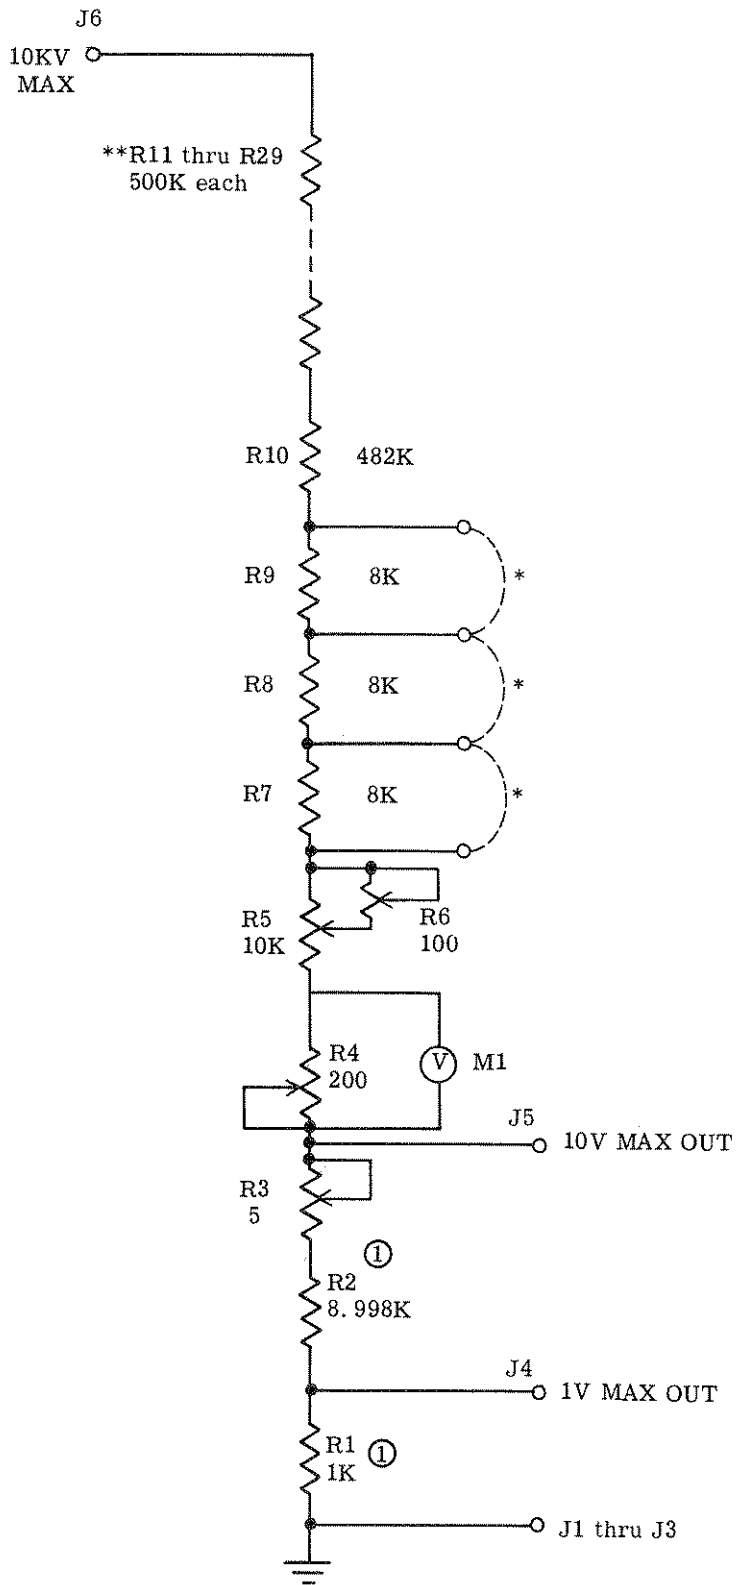 J6
10KV
MAX
**R11 thru R29
500K each
R10 482K
R9 8K *
R8 8K *
R7 8K *
R5
10K
R6
100
R4
200
V M1
J5
10V MAX OUT
R3
5
1
R2
8.998K
J4
1V MAX OUT
R1 1
1K
J1 thru J3